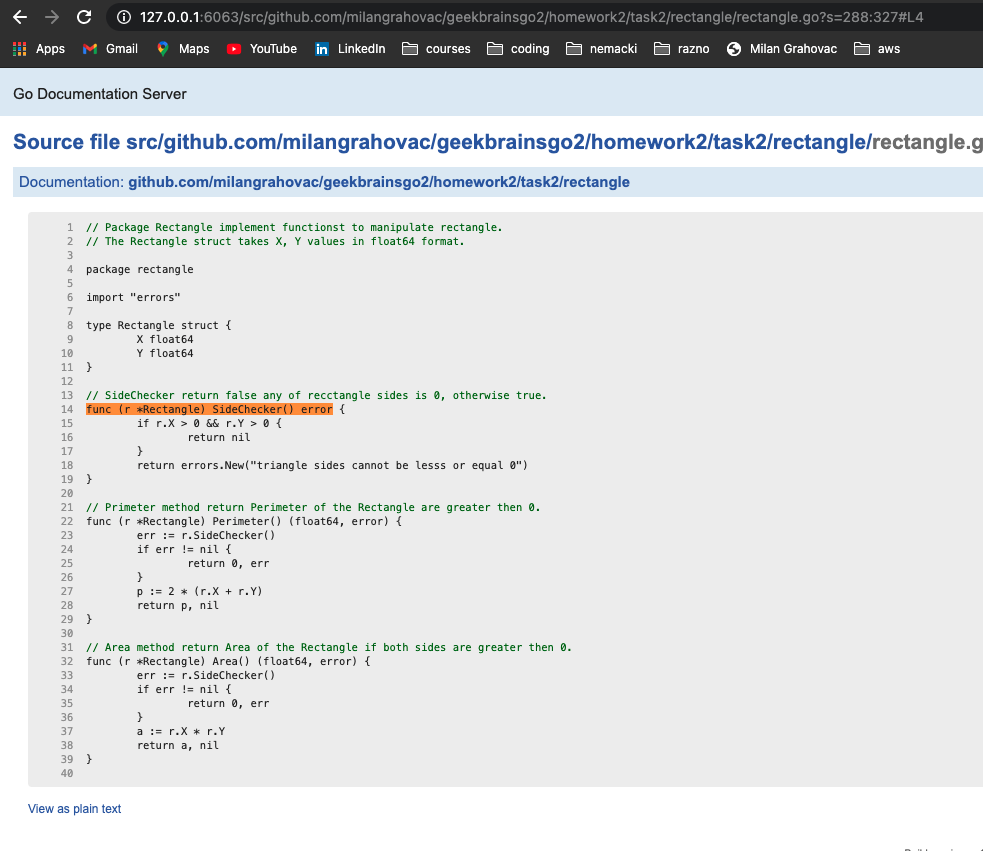 127.0.0.1:6063/src/github.com/milangrahovac/geekbrainsgo2/homework2/task2/rectangle/rectangle.go?s=288:327#L4
Apps Gmail Maps YouTube LinkedIn courses coding nemacki razno Milan Grahovac aws
Go Documentation Server
Source file src/github.com/milangrahovac/geekbrainsgo2/homework2/task2/rectangle/rectangle.g
Documentation: github.com/milangrahovac/geekbrainsgo2/homework2/task2/rectangle
1 // Package Rectangle implement functionst to manipulate rectangle.
2 // The Rectangle struct takes X, Y values in float64 format.
3
4 package rectangle
5
6 import "errors"
7
8 type Rectangle struct {
9 X float64
10 Y float64
11 }
12
13 // SideChecker return false any of recctangle sides is 0, otherwise true.
14 func (r *Rectangle) SideChecker() error {
15 if r.X > 0 && r.Y > 0 {
16 return nil
17 }
18 return errors.New("triangle sides cannot be lesss or equal 0")
19 }
20
21 // Primeter method return Perimeter of the Rectangle are greater then 0.
22 func (r *Rectangle) Perimeter() (float64, error) {
23 err := r.SideChecker()
24 if err != nil {
25 return 0, err
26 }
27 p := 2 * (r.X + r.Y)
28 return p, nil
29 }
30
31 // Area method return Area of the Rectangle if both sides are greater then 0.
32 func (r *Rectangle) Area() (float64, error) {
33 err := r.SideChecker()
34 if err != nil {
35 return 0, err
36 }
37 a := r.X * r.Y
38 return a, nil
39 }
40
View as plain text